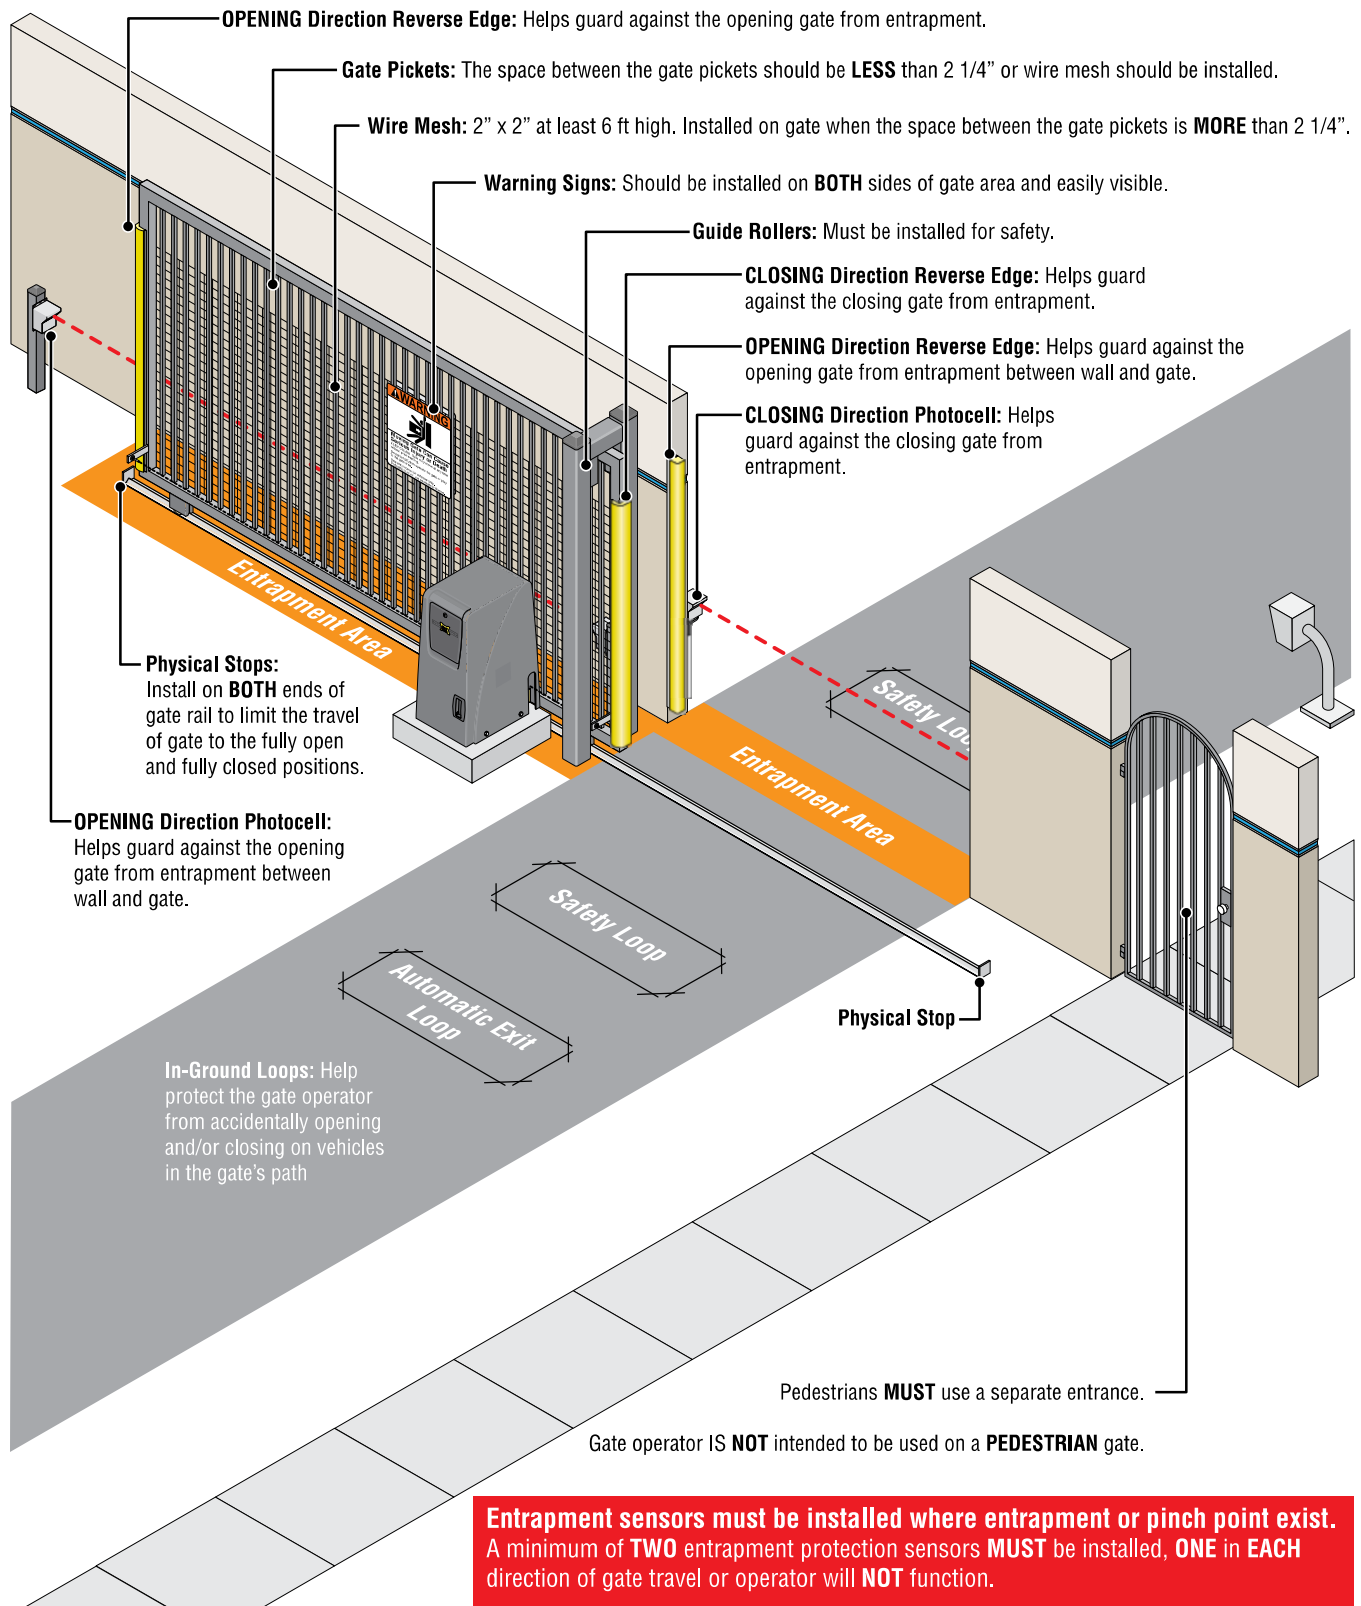 OPENING Direction Reverse Edge: Helps guard against the opening gate from entrapment.
Gate Pickets: The space between the gate pickets should be LESS than 2 1/4” or wire mesh should be installed.
Wire Mesh: 2” x 2” at least 6 ft high. Installed on gate when the space between the gate pickets is MORE than 2 1/4”.
Warning Signs: Should be installed on BOTH sides of gate area and easily visible.
Guide Rollers: Must be installed for safety.
CLOSING Direction Reverse Edge: Helps guard
against the closing gate from entrapment.
OPENING Direction Reverse Edge: Helps guard against the
opening gate from entrapment between wall and gate.
CLOSING Direction Photocell: Helps
guard against the closing gate from
entrapment.
WARNING
Entrapment Area
Physical Stops:
Install on BOTH ends of
gate rail to limit the travel
of gate to the fully open
and fully closed positions.
Safety Loop
Entrapment Area
OPENING Direction Photocell:
Helps guard against the opening
gate from entrapment between
wall and gate.
Safety Loop
Automatic Exit
Loop
Physical Stop
In-Ground Loops: Help
protect the gate operator
from accidentally opening
and/or closing on vehicles
in the gate’s path
Pedestrians MUST use a separate entrance.
Gate operator IS NOT intended to be used on a PEDESTRIAN gate.
Entrapment sensors must be installed where entrapment or pinch point exist.
A minimum of TWO entrapment protection sensors MUST be installed, ONE in EACH
direction of gate travel or operator will NOT function.